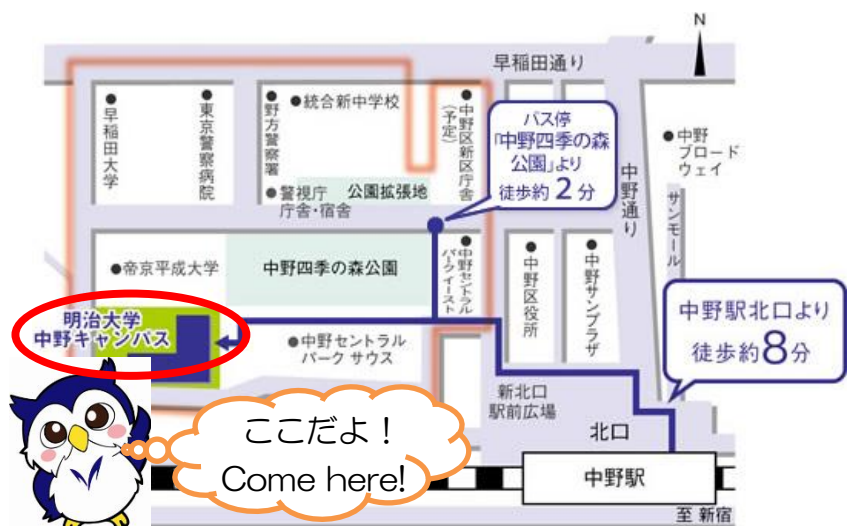 N
早稲田通り
早稲田大学
東京警察病院
野方警察署
統合新中学校
中野区新区庁舎
(予定)
バス停
「中野四季の森
公園」より
徒歩約2分
中野通り
中野
ブロード
ウェイ
サンモール
警視庁
庁舎・宿舎
公園拡張地
帝京平成大学
中野四季の森公園
中野セントラル
パークイースト
中野区役所
中野サンプラザ
明治大学
中野キャンパス
中野セントラル
パーク サウス
中野駅北口より
徒歩約8分
新北口
駅前広場
北口
ここだよ！
Come here!
中野駅
至 新宿